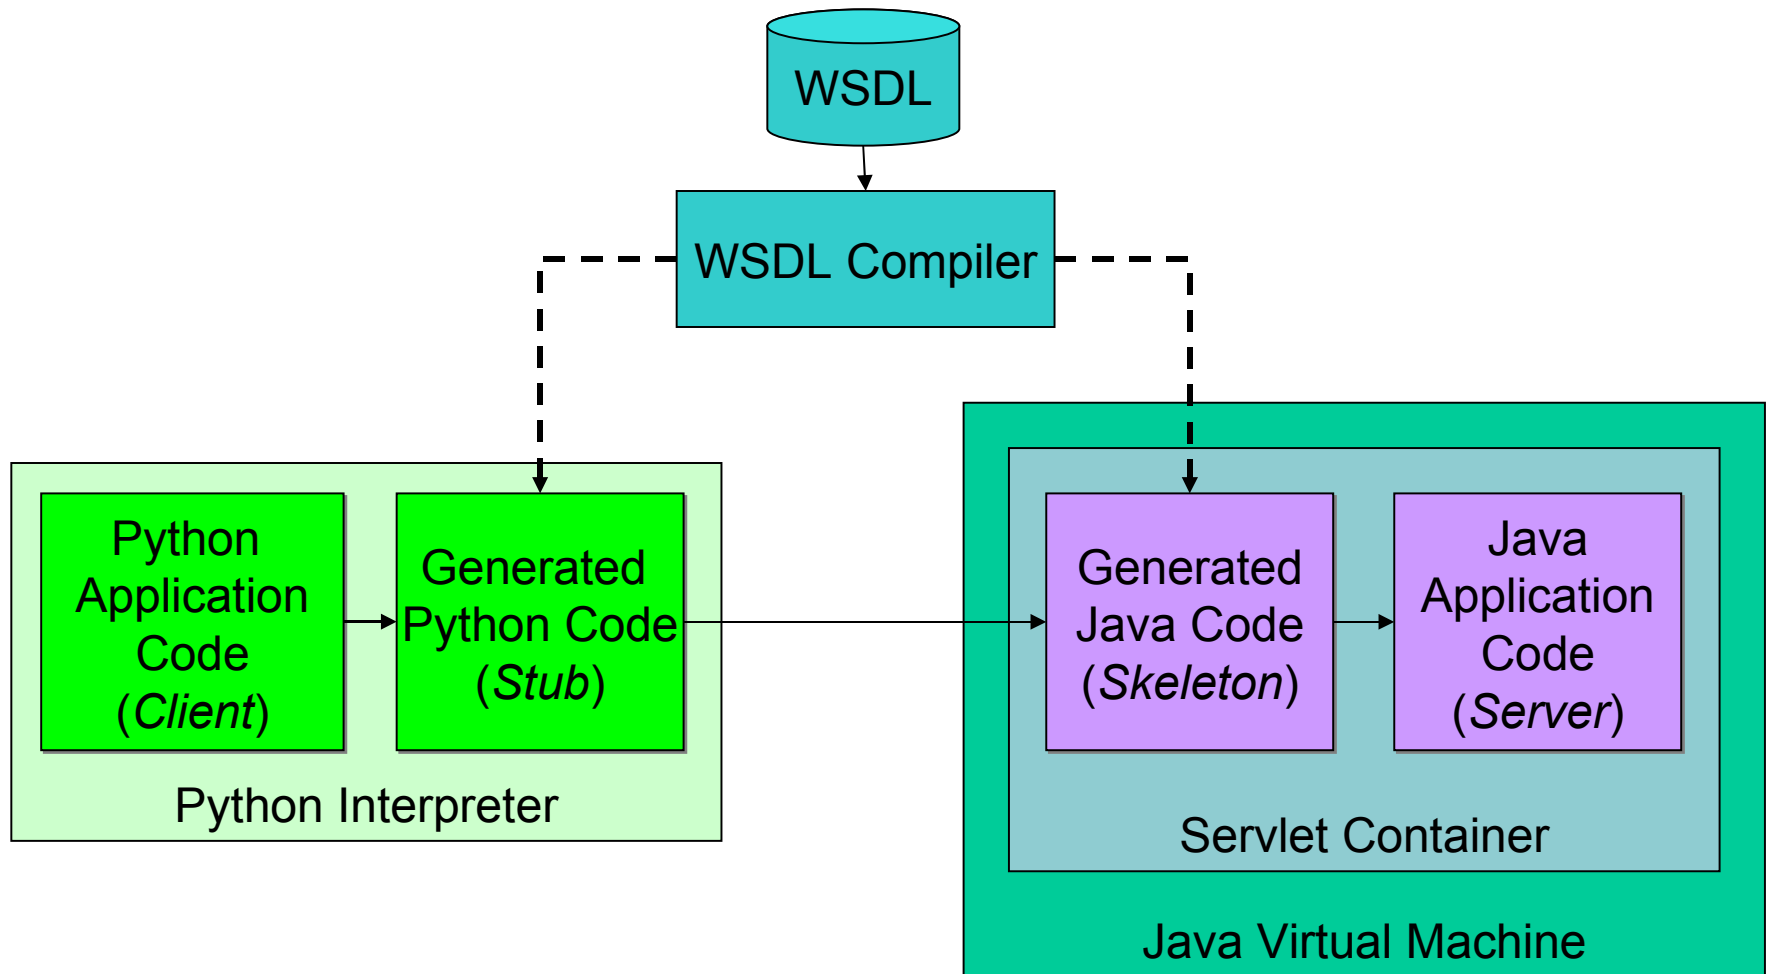 WSDL
WSDL Compiler
Python
Application
Code
(Client)
Generated
Python Code
(Stub)
Python Interpreter
Generated
Java Code
(Skeleton)
Java
Application
Code
(Server)
Servlet Container
Java Virtual Machine